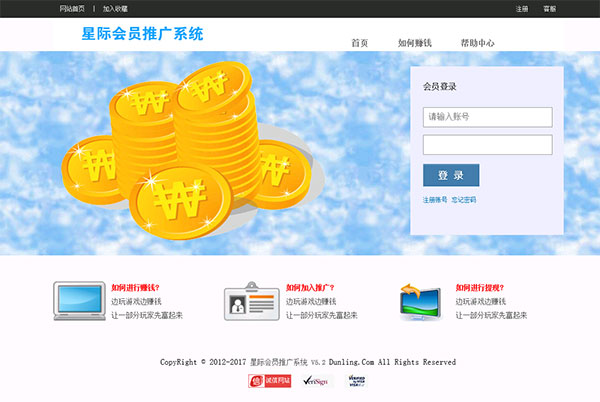 网站首页 | 加入收藏 注册 客服
星际会员推广系统
首页 如何赚钱 帮助中心
会员登录
请输入账号
登 录
注册账号 忘记密码
如何进行赚钱?
边玩游戏边赚钱
让一部分玩家先富起来
如何加入推广?
边玩游戏边赚钱
让一部分玩家先富起来
如何进行提现?
边玩游戏边赚钱
让一部分玩家先富起来
CopyRight © 2012-2017 星际会员推广系统 V5.2 Dunling.Com All Rights Reserved
诚信网站 VeriSign